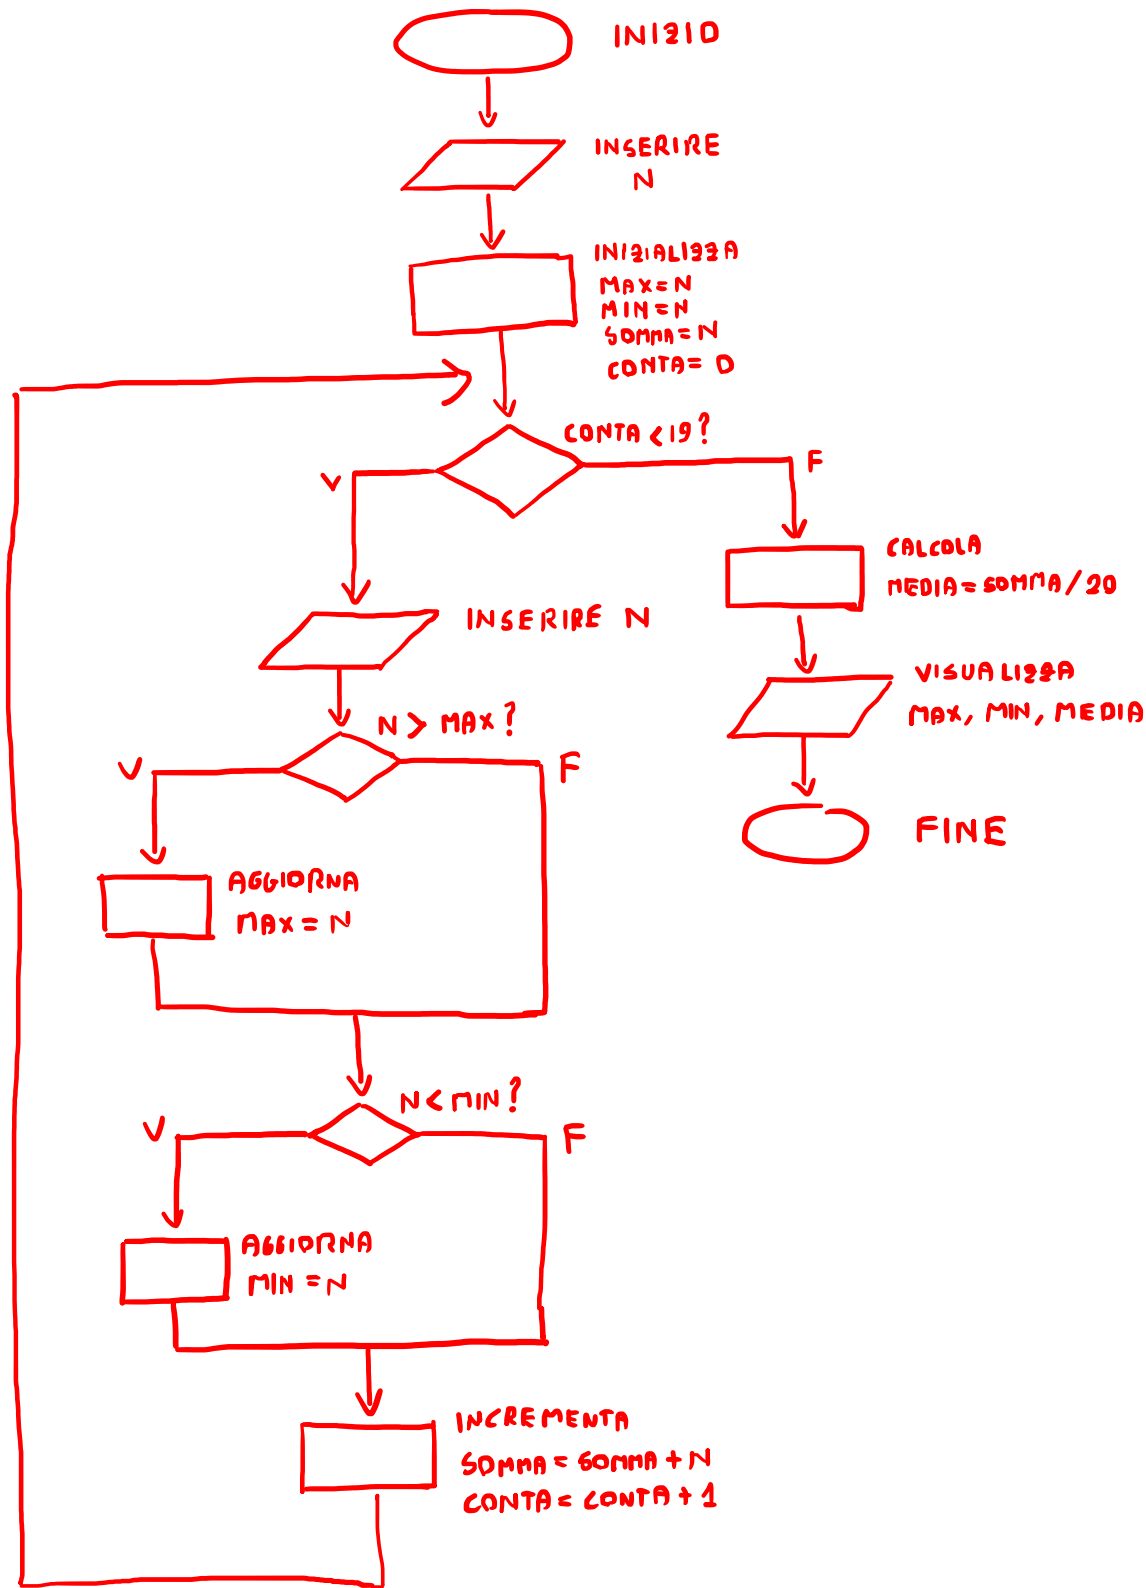 INIZIO
INSERIRE
N
INIZIALIZZA
MAX=N
MIN=N
SOMMA=N
CONTA=0
CONTA<19?
V
F
CALCOLA
MEDIA=SOMMA/20
VISUALIZZA
MAX, MIN, MEDIA
FINE
INSERIRE N
N> MAX?
V
F
AGGIORNA
MAX=N
N<MIN?
V
F
AGGIORNA
MIN=N
INCREMENTA
SOMMA=SOMMA+N
CONTA=CONTA+1